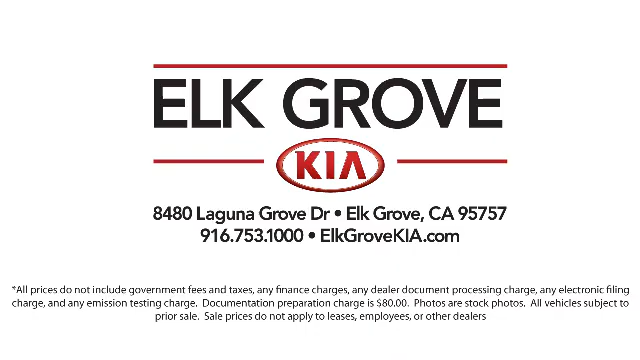 ELK GROVE
KIA
8480 Laguna Grove Dr • Elk Grove, CA 95757
916.753.1000 • ElkGroveKIA.com
*All prices do not include government fees and taxes, any finance charges, any dealer document processing charge, any electronic filing
charge, and any emission testing charge. Documentation preparation charge is $80.00. Photos are stock photos. All vehicles subject to
prior sale. Sale prices do not apply to leases, employees, or other dealers